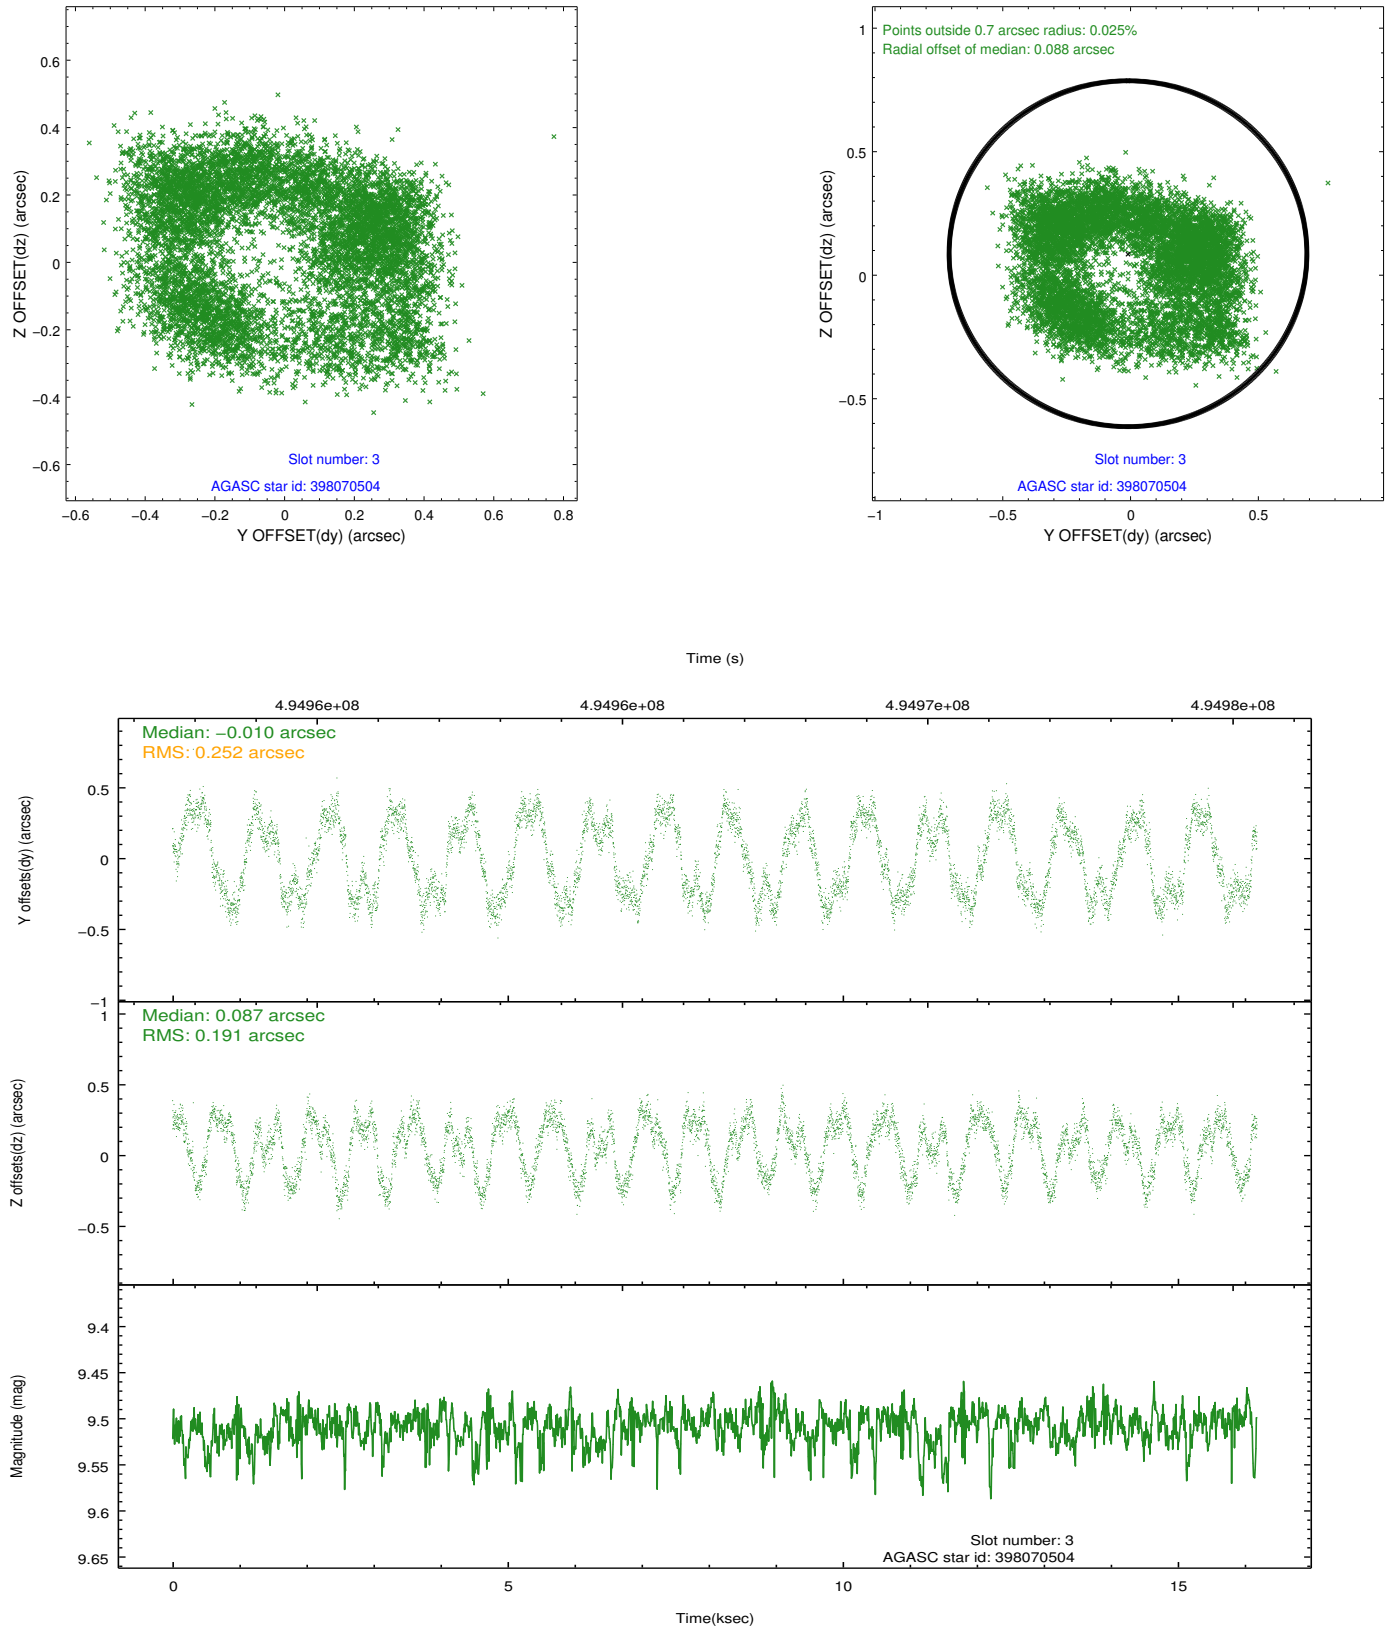 0.6
0.4
0.2
0
−0.2
−0.4
−0.6
Z OFFSET(dz) (arcsec)
Slot number: 3
AGASC star id: 398070504
−0.6 −0.4 −0.2 0 0.2 0.4 0.6 0.8
Y OFFSET(dy) (arcsec)
Points outside 0.7 arcsec radius: 0.025%
Radial offset of median: 0.088 arcsec
1
0.5
0
−0.5
Z OFFSET(dz) (arcsec)
Slot number: 3
AGASC star id: 398070504
−1 −0.5 0 0.5
Y OFFSET(dy) (arcsec)
Time (s)
4.9496e+08 4.9496e+08 4.9497e+08 4.9498e+08
Median: −0.010 arcsec
RMS: 0.252 arcsec
0.5
0
−0.5
−1
Y offsets(dy) (arcsec)
Median: 0.087 arcsec
RMS: 0.191 arcsec
1
0.5
0
−0.5
Z offsets(dz) (arcsec)
9.4
9.45
9.5
9.55
9.6
9.65
Magnitude (mag)
Slot number: 3
AGASC star id: 398070504
0 5 10 15
Time(ksec)